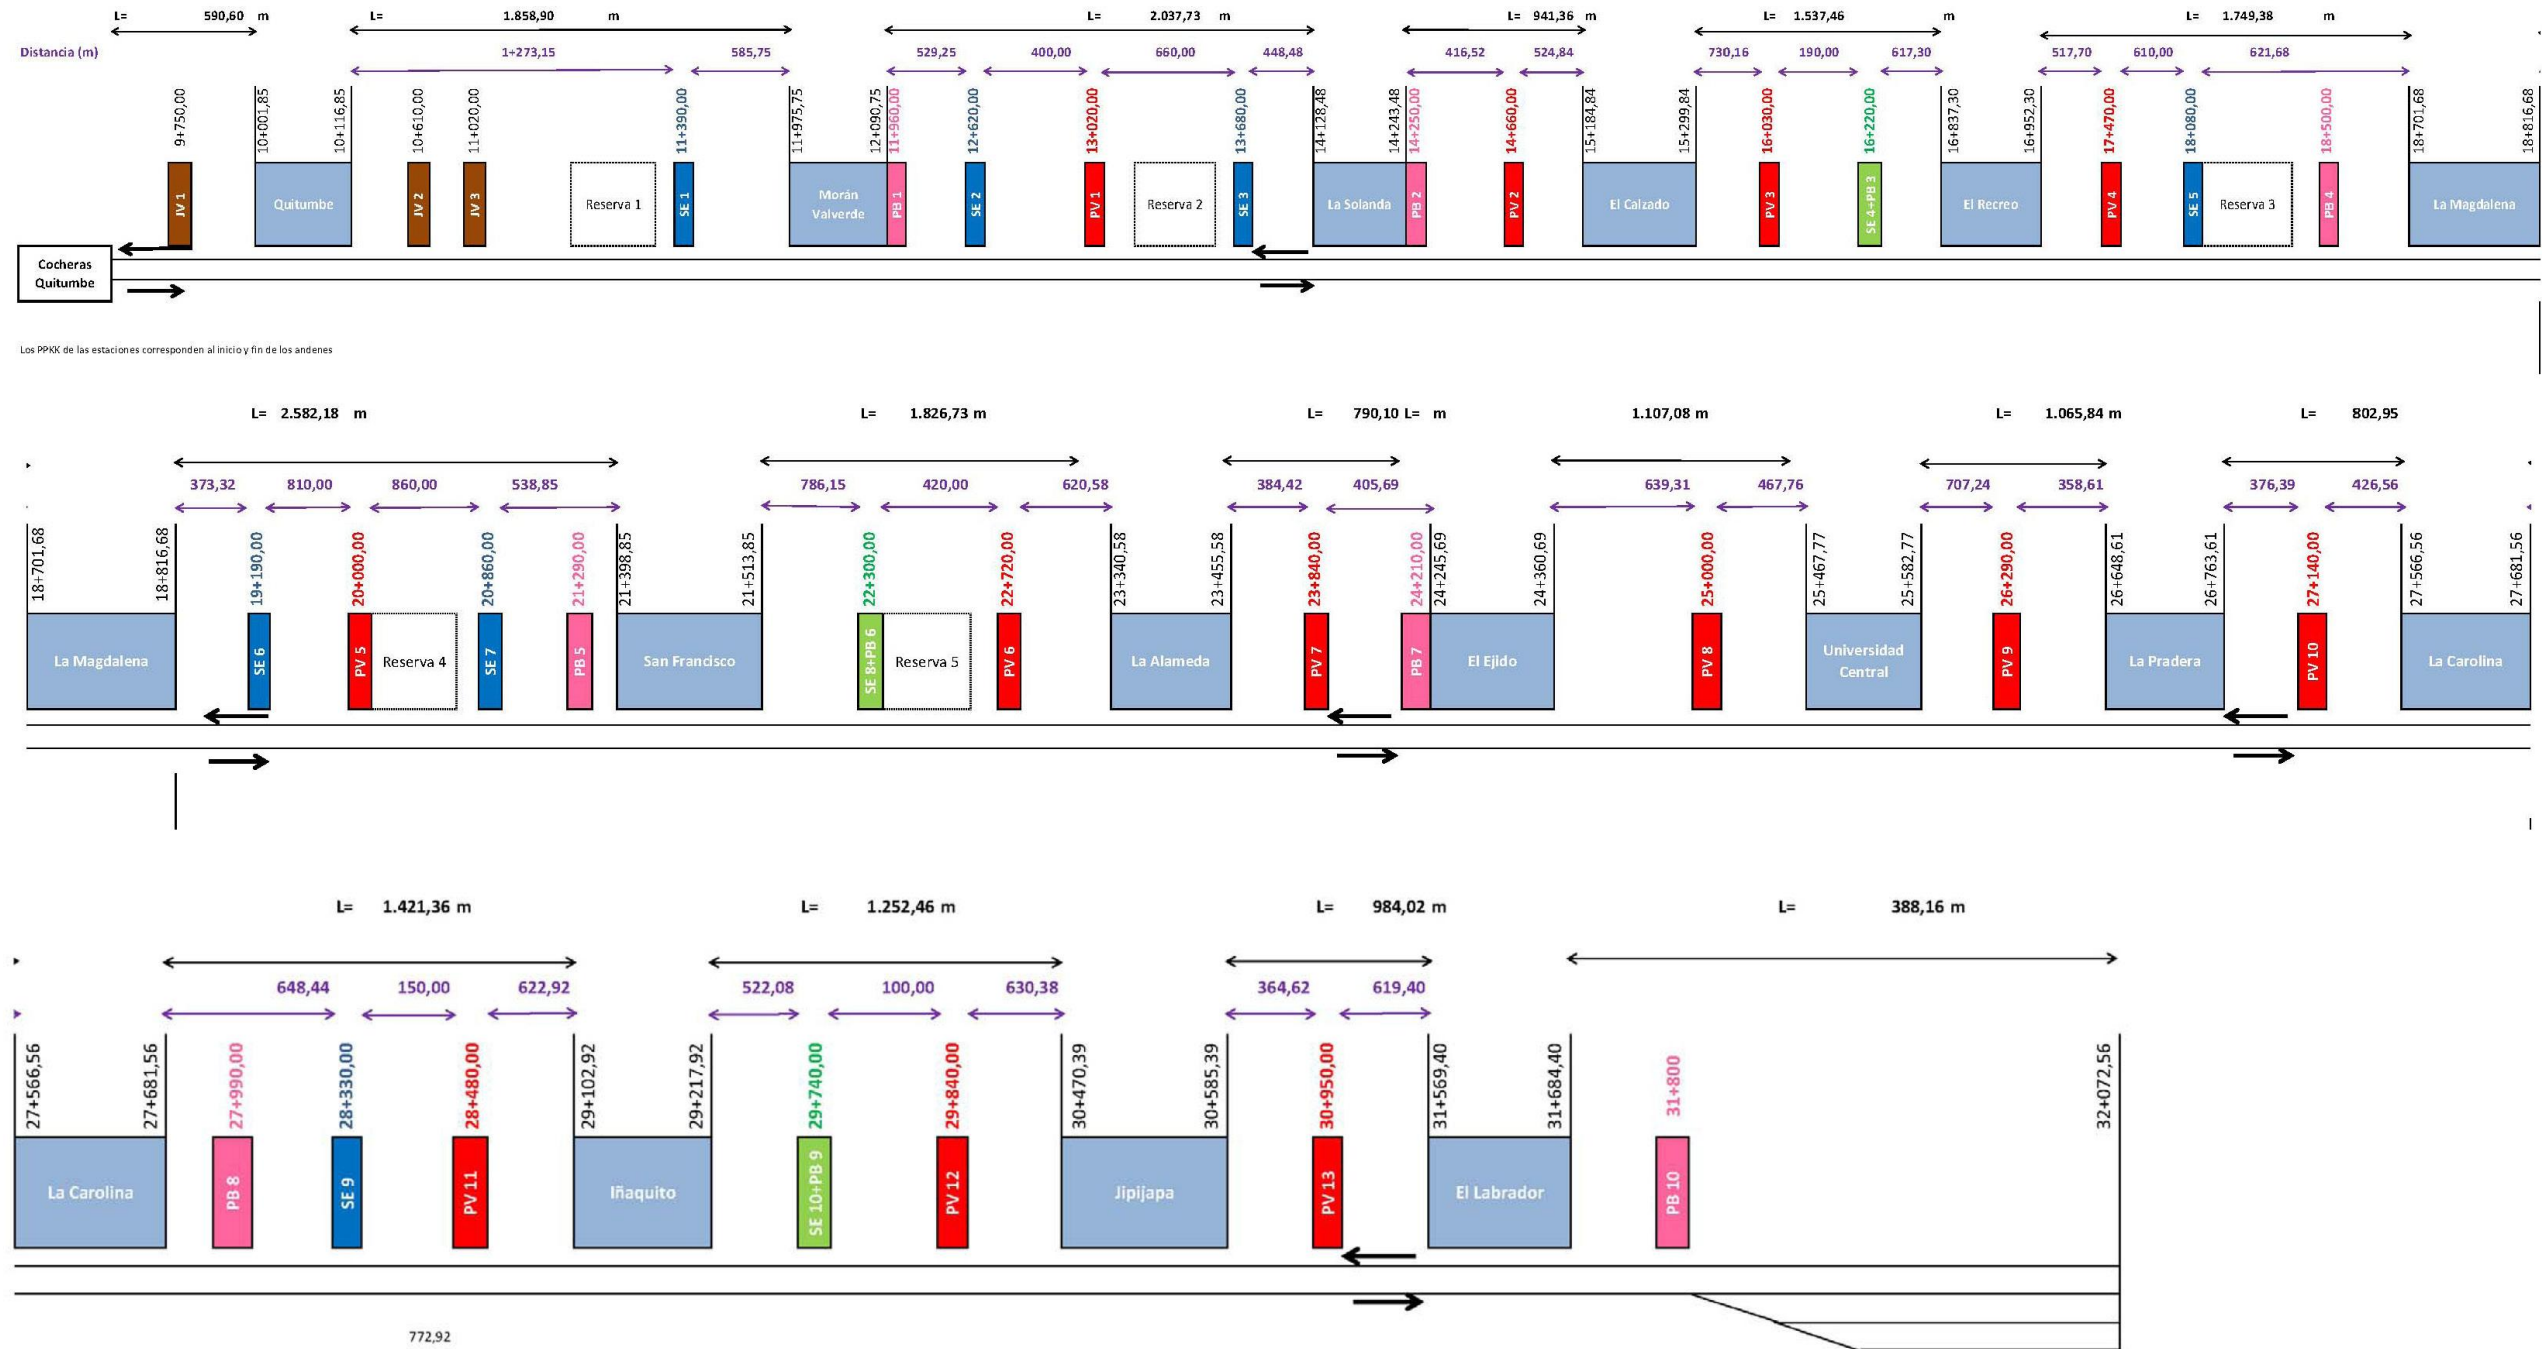 L= 590,60 m L= 1.858,90 m L= 2.037,73 m L= 941,36 m L= 1.537,46 m L= 1.749,38 m
Distancia (m) 1+273,15 585,75 529,25 400,00 660,00 448,48 416,52 524,84 730,16 190,00 617,30 517,70 610,00 621,68
9+750,00 10+001,85 10+116,85 10+610,00 11+020,00 11+390,00 11+975,75 12+090,75 11+960,00 12+620,00 13+020,00 13+680,00 14+128,48 14+243,48 14+250,00 14+660,00 15+184,84 15+299,84 16+030,00 16+220,00 16+837,30 16+952,30 17+470,00 18+080,00 18+500,00 18+701,68 18+816,68
JV 1 Quitumbe JV 2 JV 3 Reserva 1 SE 1 Morán Valverde PB 1 SE 2 PV 1 Reserva 2 SE 3 La Solanda PB 2 PV 2 El Calzado PV 3 SE 4+PB 3 El Recreo PV 4 SE 5 Reserva 3 PB 4 La Magdalena
Cocheras
Quitumbe
Los PPKK de las estaciones corresponden al inicio y fin de los andenes
L= 2.582,18 m L= 1.826,73 m L= 790,10 L= m 1.107,08 m L= 1.065,84 m L= 802,95
373,32 810,00 860,00 538,85 786,15 420,00 620,58 384,42 405,69 639,31 467,76 707,24 358,61 376,39 426,56
18+701,68 18+816,68 19+190,00 20+000,00 20+860,00 21+290,00 21+398,85 21+513,85 22+300,00 22+720,00 23+340,58 23+455,58 23+840,00 24+210,00 24+245,69 24+360,69 25+000,00 25+467,77 25+582,77 26+290,00 26+648,61 26+763,61 27+140,00 27+566,56 27+681,56
La Magdalena SE 6 PV 5 Reserva 4 SE 7 PB 5 San Francisco SE 8+PB 6 Reserva 5 PV 6 La Alameda PV 7 PB 7 El Ejido PV 8 Universidad Central PV 9 La Pradera PV 10 La Carolina
L= 1.421,36 m L= 1.252,46 m L= 984,02 m L= 388,16 m
648,44 150,00 622,92 522,08 100,00 630,38 364,62 619,40
27+566,56 27+681,56 27+990,00 28+330,00 28+480,00 29+102,92 29+217,92 29+740,00 29+840,00 30+470,39 30+585,39 30+950,00 31+569,40 31+684,40 31+800 32+072,56
La Carolina PB 8 SE 9 PV 11 Iñaquito SE 10+PB 9 PV 12 Jipijapa PV 13 El Labrador PB 10
772,92